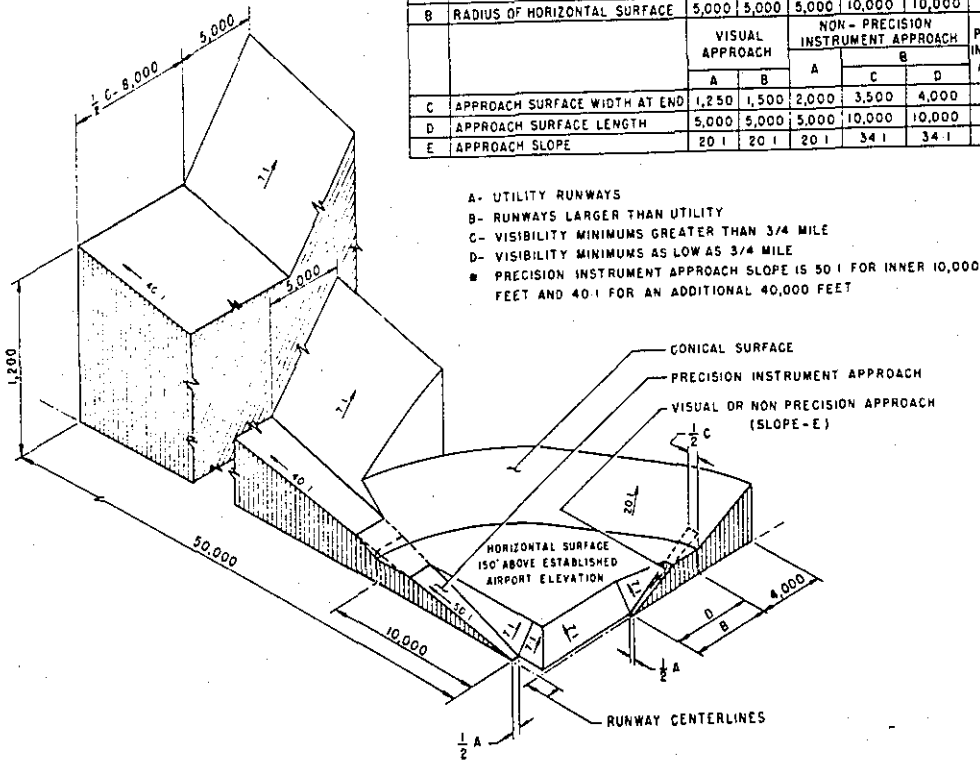 B RADIUS OF HORIZONTAL SURFACE 5,000 5,000 5,000 10,000 10,000
VISUAL APPROACH
NON - PRECISION INSTRUMENT APPROACH
A B A B
C D
C APPROACH SURFACE WIDTH AT END 1,250 1,500 2,000 3,500 4,000
D APPROACH SURFACE LENGTH 5,000 5,000 5,000 10,000 10,000
E APPROACH SLOPE 20:1 20:1 20:1 34:1 34:1
A- UTILITY RUNWAYS
B- RUNWAYS LARGER THAN UTILITY
C- VISIBILITY MINIMUMS GREATER THAN 3/4 MILE
D- VISIBILITY MINIMUMS AS LOW AS 3/4 MILE
* PRECISION INSTRUMENT APPROACH SLOPE IS 50:1 FOR INNER 10,000
FEET AND 40:1 FOR AN ADDITIONAL 40,000 FEET
5,000
1/2 C-8,000
7:1
40:1
5,000
1,200
7:1
CONICAL SURFACE
PRECISION INSTRUMENT APPROACH
VISUAL OR NON PRECISION APPROACH
(SLOPE-E)
1/2 C
40:1
20:1
HORIZONTAL SURFACE
150' ABOVE ESTABLISHED
AIRPORT ELEVATION
50,000
50:1
7:1
7:1
7:1
7:1
4,000
D
B
10,000
1/2 A
RUNWAY CENTERLINES
1/2 A